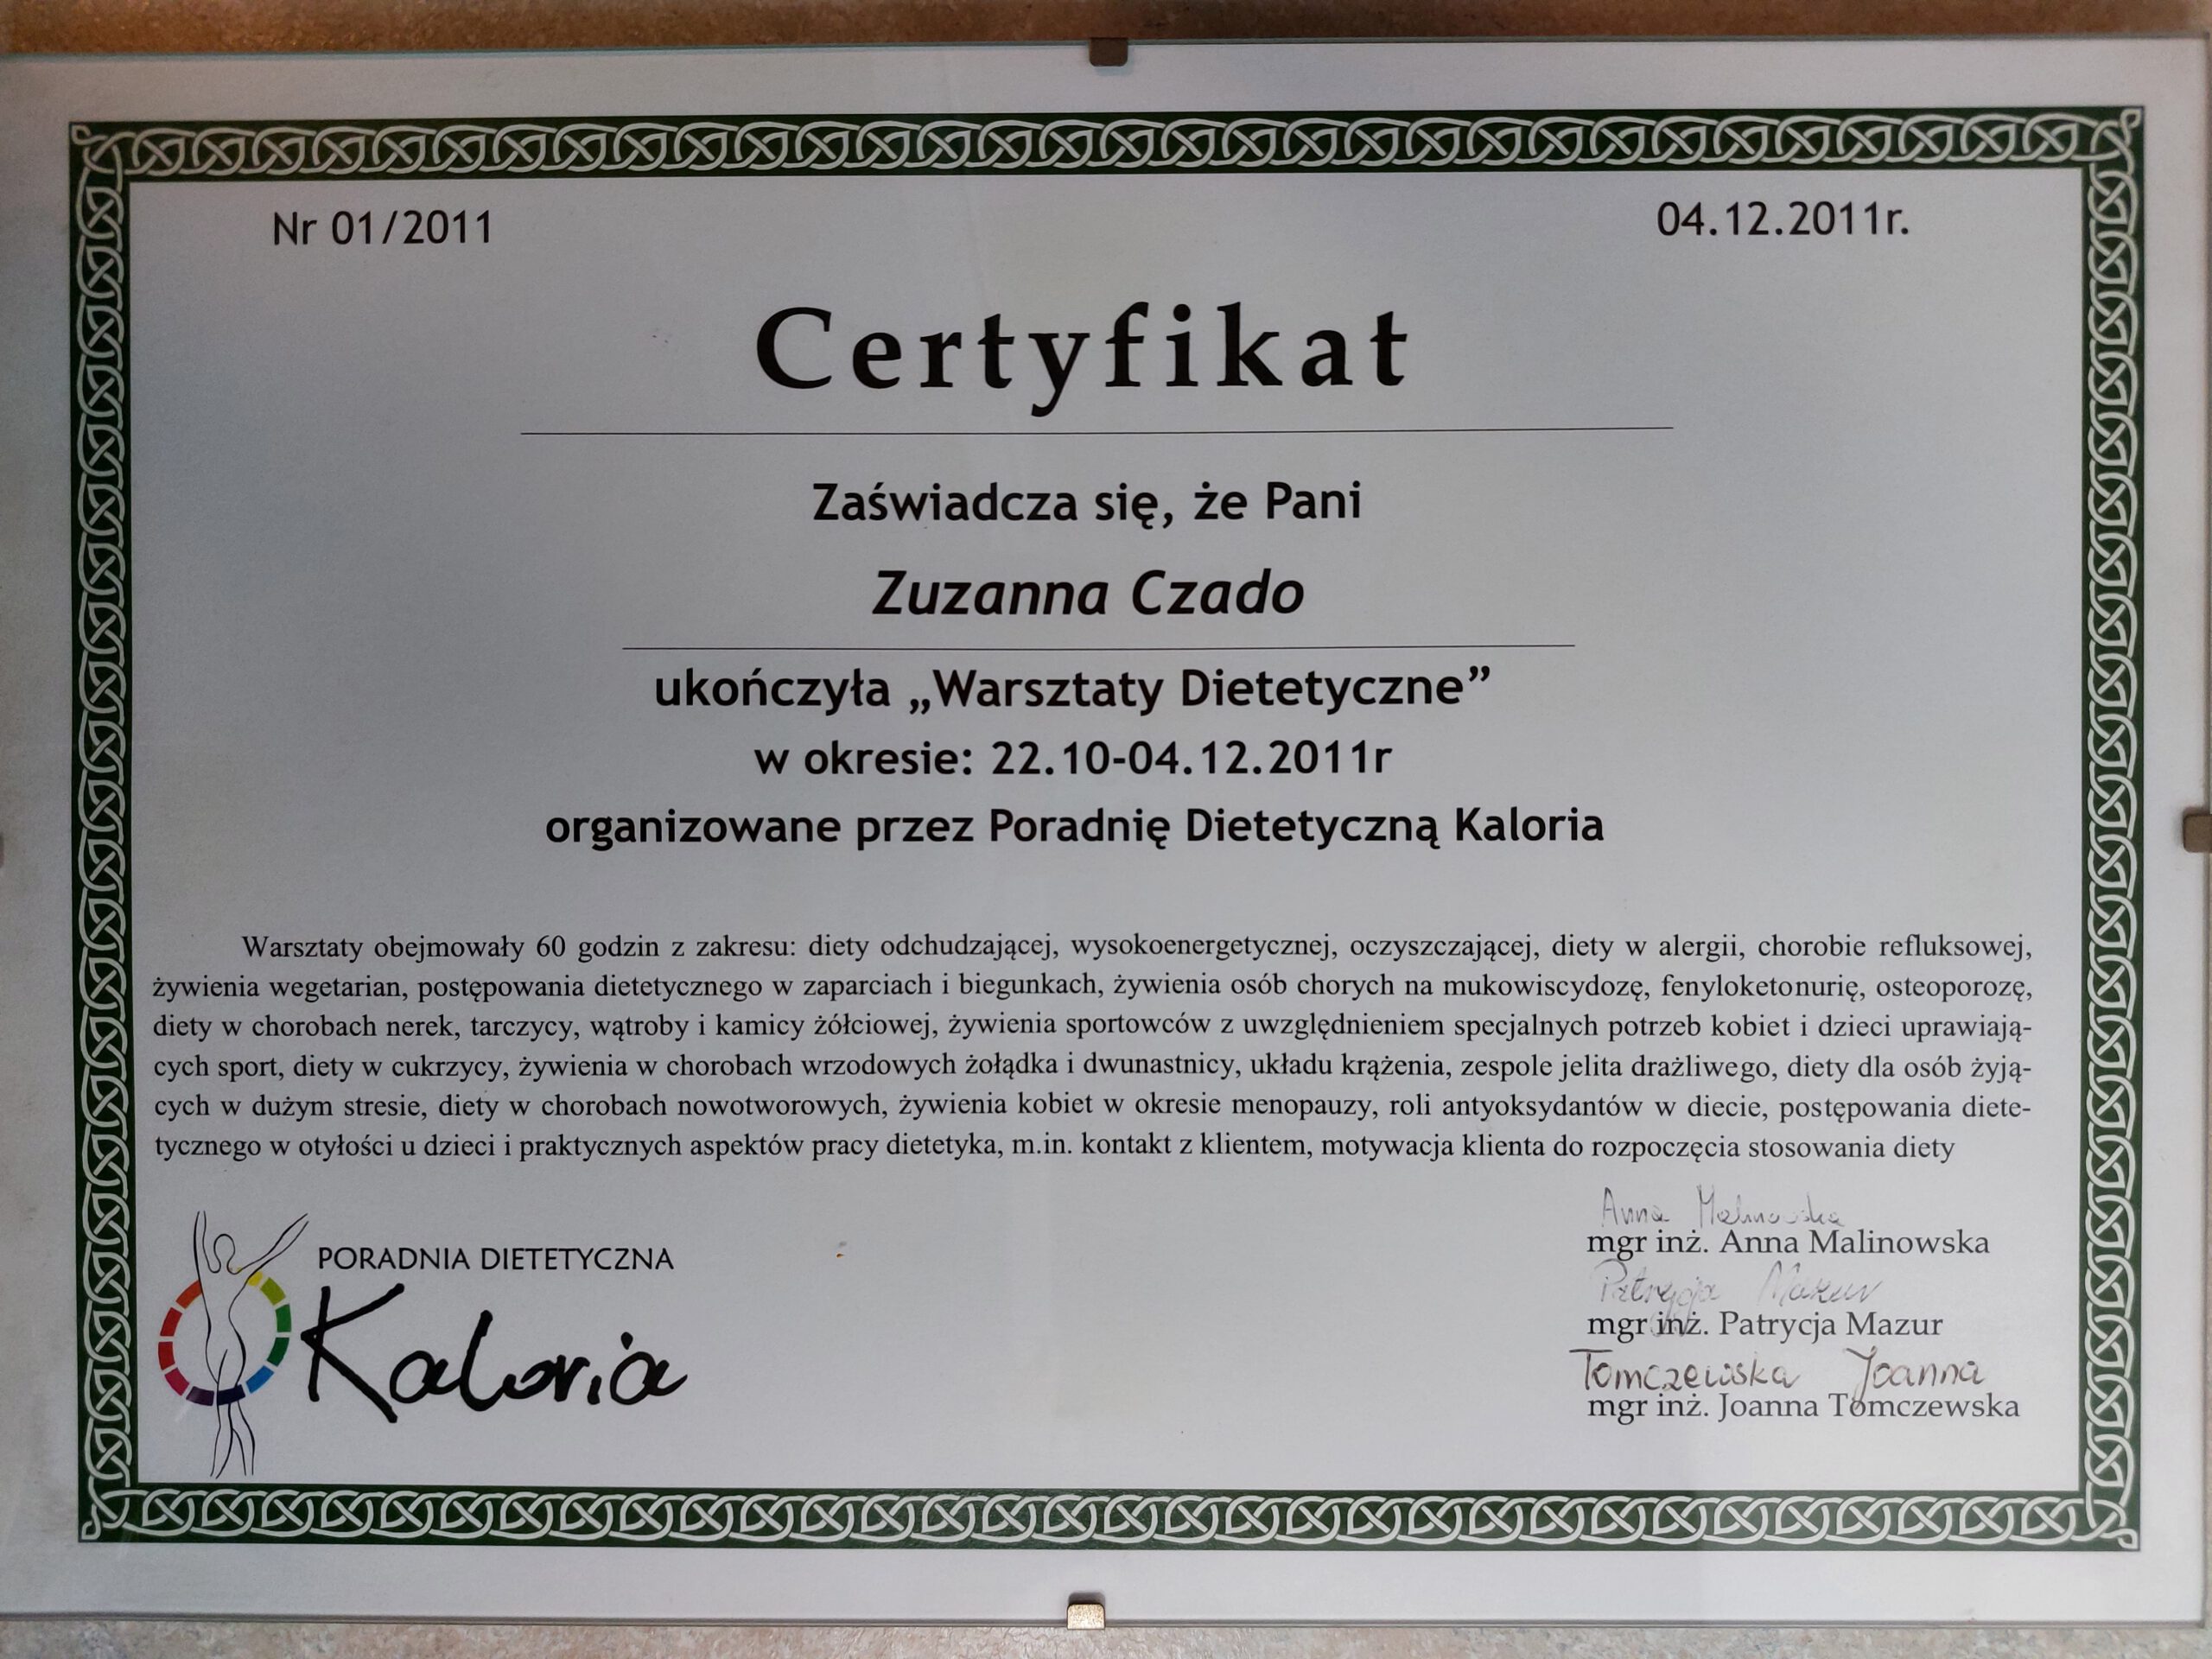 Nr 01/2011
04.12.2011r.
Certyfikat
Zaświadcza się, że Pani
Zuzanna Czado
ukończyła „Warsztaty Dietetyczne”
w okresie: 22.10-04.12.2011r
organizowane przez Poradnię Dietetyczną Kaloria
Warsztaty obejmowały 60 godzin z zakresu: diety odchudzającej, wysokoenergetycznej, oczyszczającej, diety w alergii, chorobie refluksowej,
żywienia wegetarian, postępowania dietetycznego w zaparciach i biegunkach, żywienia osób chorych na mukowiscydozę, fenyloketonurię, osteoporozę,
diety w chorobach nerek, tarczycy, wątroby i kamicy żółciowej, żywienia sportowców z uwzględnieniem specjalnych potrzeb kobiet i dzieci uprawiają-
cych sport, diety w cukrzycy, żywienia w chorobach wrzodowych żołądka i dwunastnicy, układu krążenia, zespole jelita drażliwego, diety dla osób żyją-
cych w dużym stresie, diety w chorobach nowotworowych, żywienia kobiet w okresie menopauzy, roli antyoksydantów w diecie, postępowania diete-
tycznego w otyłości u dzieci i praktycznych aspektów pracy dietetyka, m.in. kontakt z klientem, motywacja klienta do rozpoczęcia stosowania diety
PORADNIA DIETETYCZNA
Kaloria
Anna Malinowska
mgr inż. Anna Malinowska
Patrycja Mazur
mgr inż. Patrycja Mazur
Tomczewska Joanna
mgr inż. Joanna Tomczewska